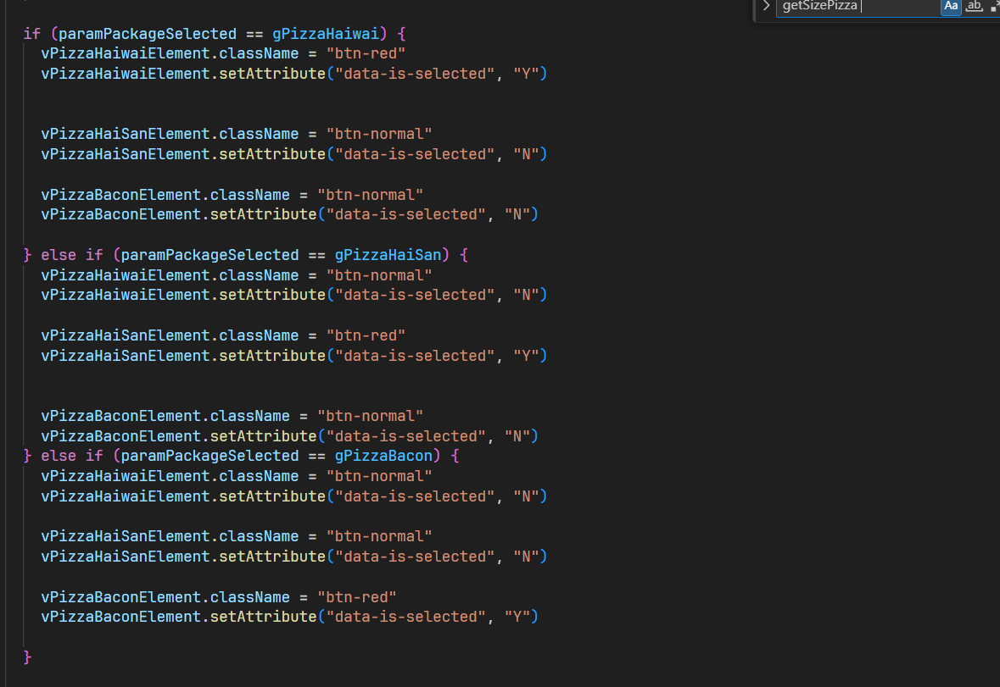 getSizePizza
Aa
ab
if (paramPackageSelected == gPizzaHaiwai) {
vPizzaHaiwaiElement.className = "btn-red"
vPizzaHaiwaiElement.setAttribute("data-is-selected", "Y")
vPizzaHaiSanElement.className = "btn-normal"
vPizzaHaiSanElement.setAttribute("data-is-selected", "N")
vPizzaBaconElement.className = "btn-normal"
vPizzaBaconElement.setAttribute("data-is-selected", "N")
} else if (paramPackageSelected == gPizzaHaiSan) {
vPizzaHaiwaiElement.className = "btn-normal"
vPizzaHaiwaiElement.setAttribute("data-is-selected", "N")
vPizzaHaiSanElement.className = "btn-red"
vPizzaHaiSanElement.setAttribute("data-is-selected", "Y")
vPizzaBaconElement.className = "btn-normal"
vPizzaBaconElement.setAttribute("data-is-selected", "N")
} else if (paramPackageSelected == gPizzaBacon) {
vPizzaHaiwaiElement.className = "btn-normal"
vPizzaHaiwaiElement.setAttribute("data-is-selected", "N")
vPizzaHaiSanElement.className = "btn-normal"
vPizzaHaiSanElement.setAttribute("data-is-selected", "N")
vPizzaBaconElement.className = "btn-red"
vPizzaBaconElement.setAttribute("data-is-selected", "Y")
}